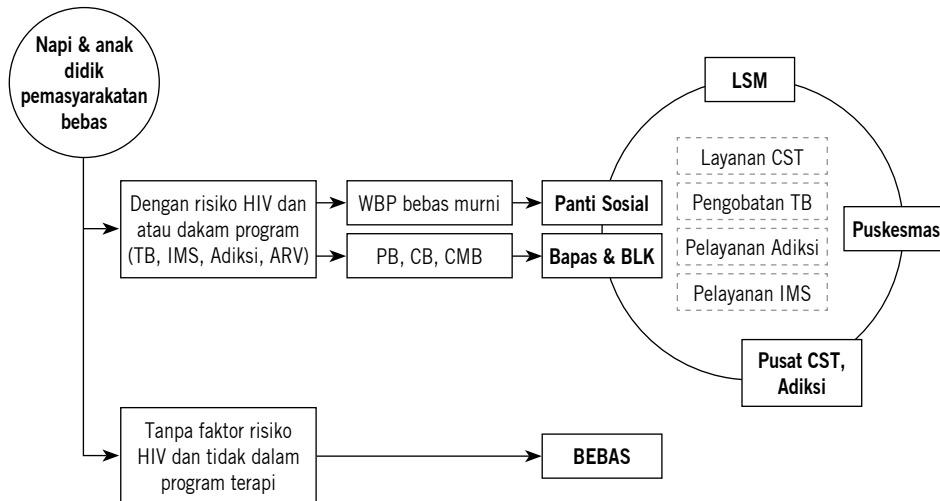 Napi & anak
didik
pemasyarakatan
bebas
LSM
Layanan CST
Dengan risiko HIV dan
atau dakam program
(TB, IMS, Adiksi, ARV)
WBP bebas murni
Panti Sosial
Pengobatan TB
Puskesmas
PB, CB, CMB
Bapas & BLK
Pelayanan Adiksi
Pelayanan IMS
Pusat CST,
Adiksi
Tanpa faktor risiko
HIV dan tidak dalam
program terapi
BEBAS